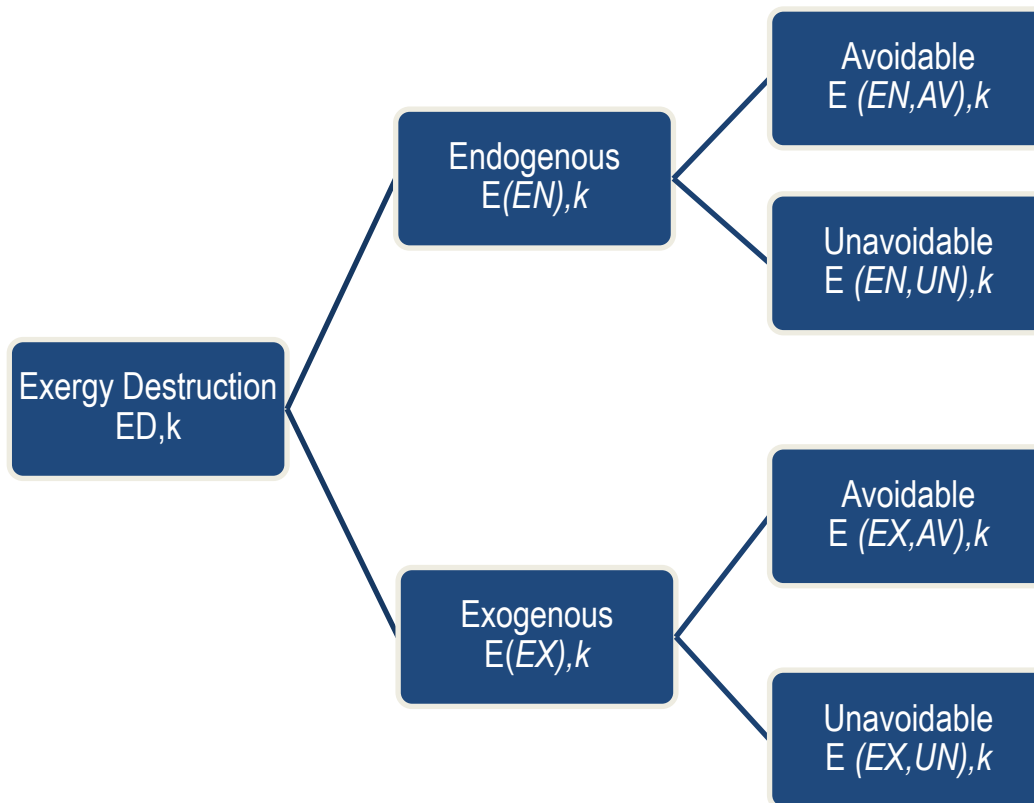 Avoidable
E (EN,AV),k
Endogenous
E(EN),k
Unavoidable
E (EN,UN),k
Exergy Destruction
ED,k
Avoidable
E (EX,AV),k
Exogenous
E(EX),k
Unavoidable
E (EX,UN),k